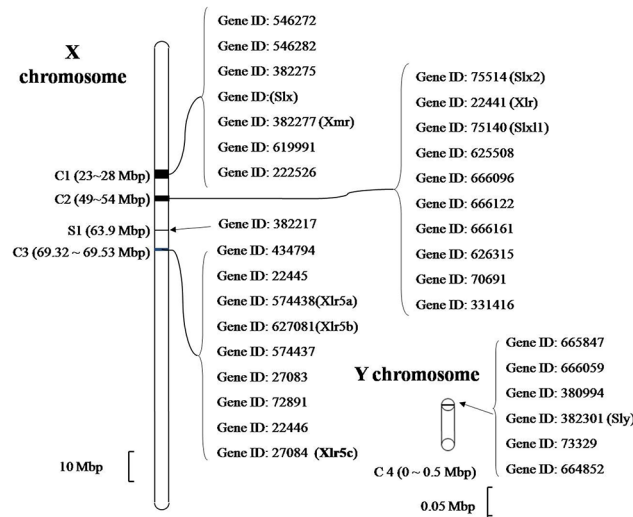 X
chromosome
C1 (23~28 Mbp)
C2 (49~54 Mbp)
S1 (63.9 Mbp)
C3 (69.32 ~ 69.53 Mbp)
10 Mbp
Gene ID: 546272
Gene ID: 546282
Gene ID: 382275
Gene ID:(Slx)
Gene ID: 382277 (Xmr)
Gene ID: 619991
Gene ID: 222526
Gene ID: 382217
Gene ID: 434794
Gene ID: 22445
Gene ID: 574438(Xlr5a)
Gene ID: 627081(Xlr5b)
Gene ID: 574437
Gene ID: 27083
Gene ID: 72891
Gene ID: 22446
Gene ID: 27084 (Xlr5c)
Gene ID: 75514 (Slx2)
Gene ID: 22441 (Xlr)
Gene ID: 75140 (Slxl1)
Gene ID: 625508
Gene ID: 666096
Gene ID: 666122
Gene ID: 666161
Gene ID: 626315
Gene ID: 70691
Gene ID: 331416
Y chromosome
C 4 (0 ~ 0.5 Mbp)
0.05 Mbp
Gene ID: 665847
Gene ID: 666059
Gene ID: 380994
Gene ID: 382301 (Sly)
Gene ID: 73329
Gene ID: 664852